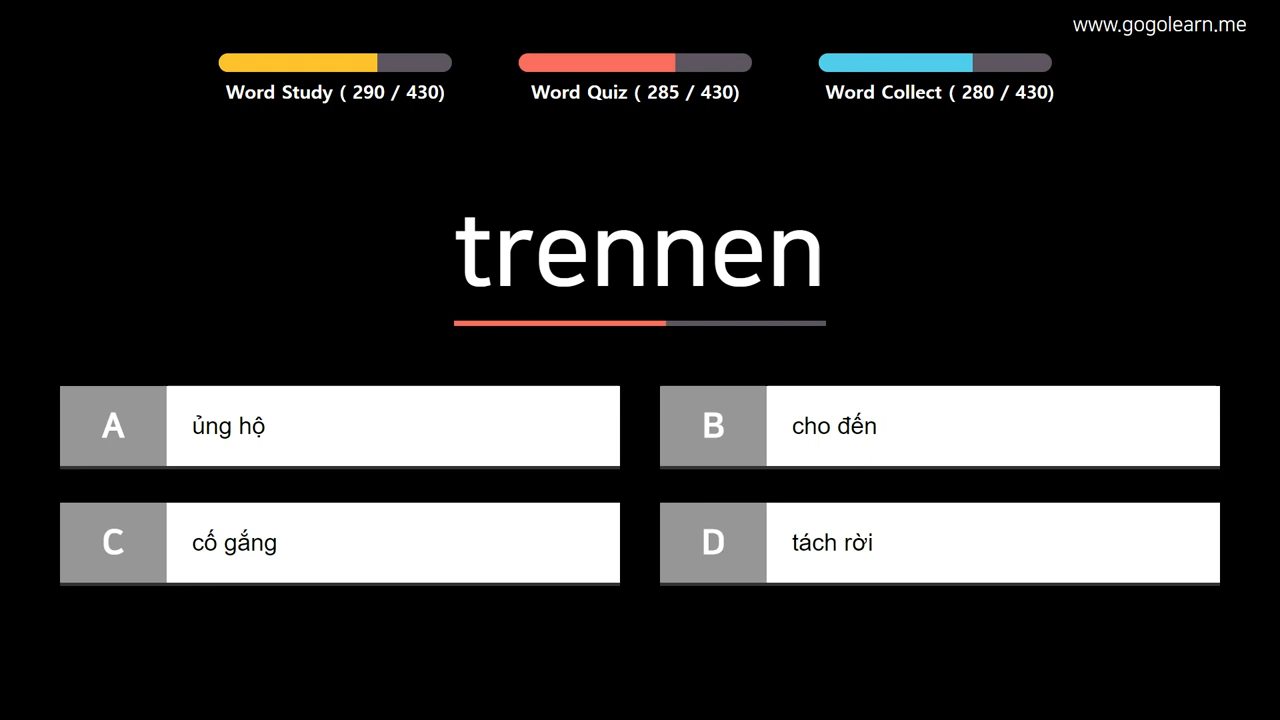 www.gogolearn.me
Word Study ( 290 / 430)
Word Quiz ( 285 / 430)
Word Collect ( 280 / 430)
trennen
A ủng hộ
B cho đến
C cố gắng
D tách rời